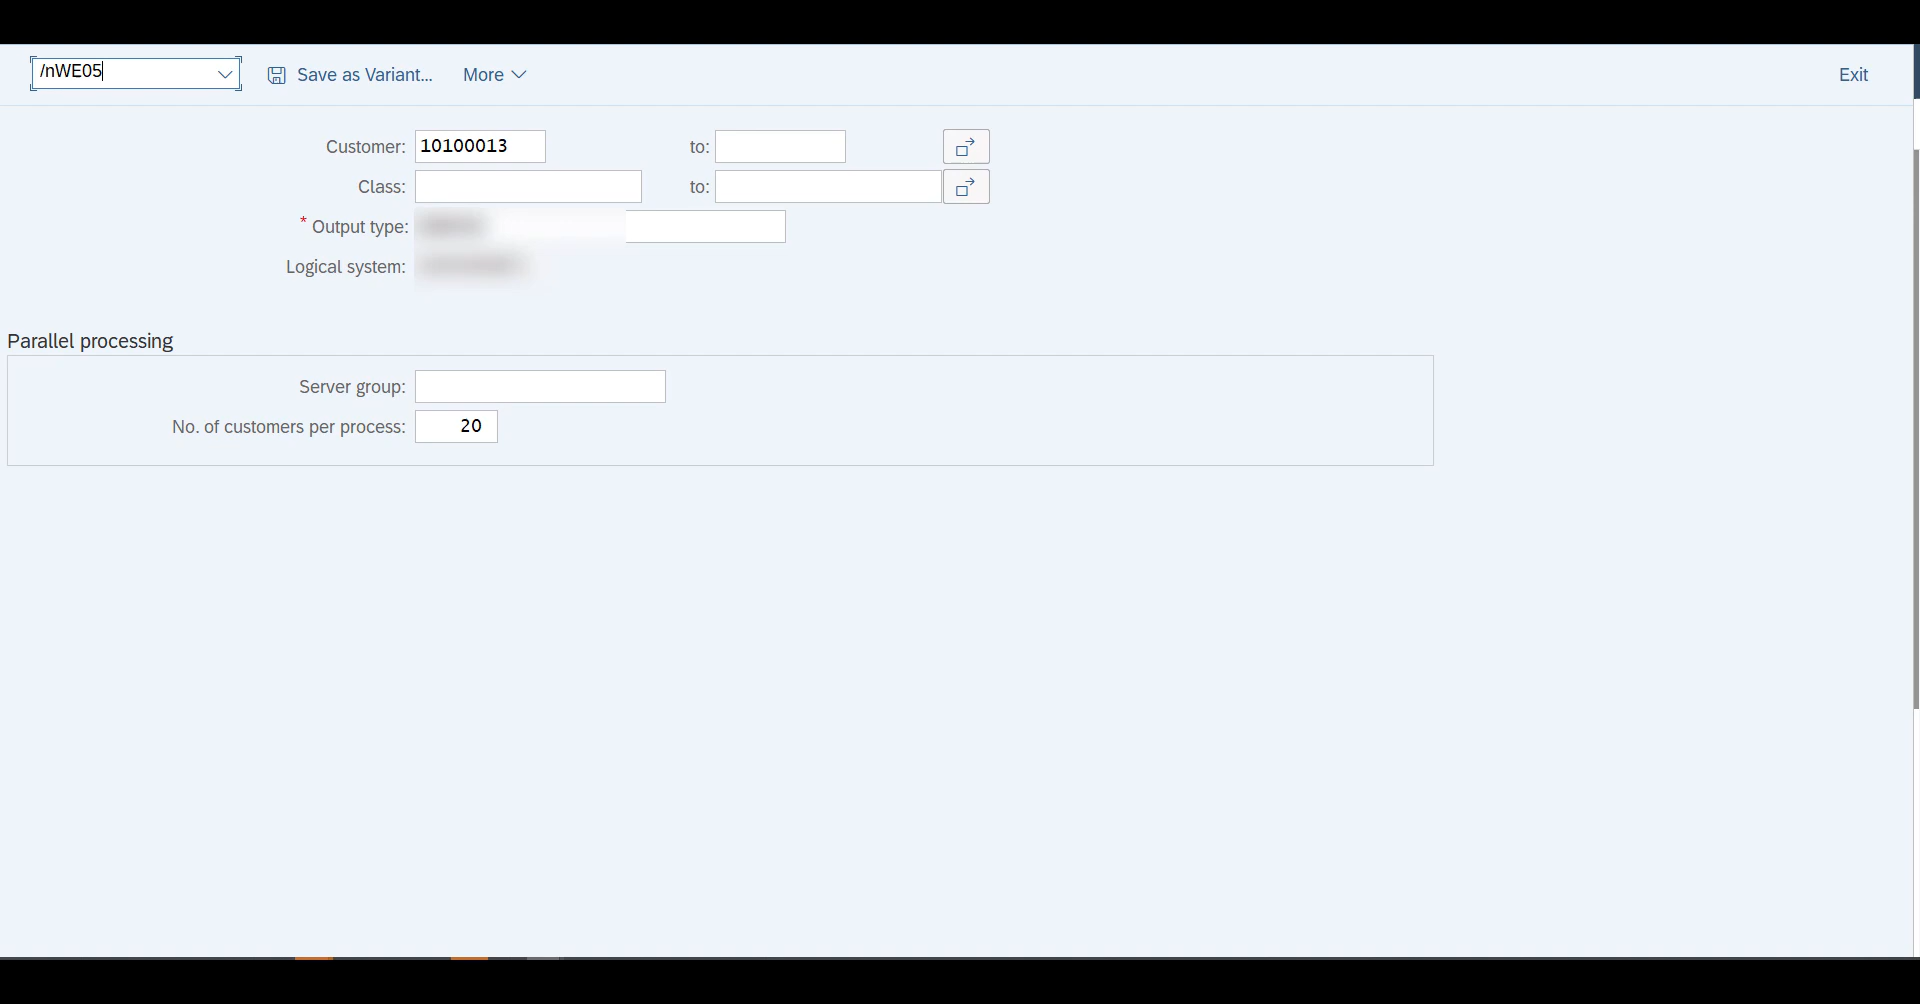 /nWE05 Save as Variant... More Exit
Customer: 10100013 to:
Class: to:
* Output type:
Logical system:
Parallel processing
Server group:
No. of customers per process: 20